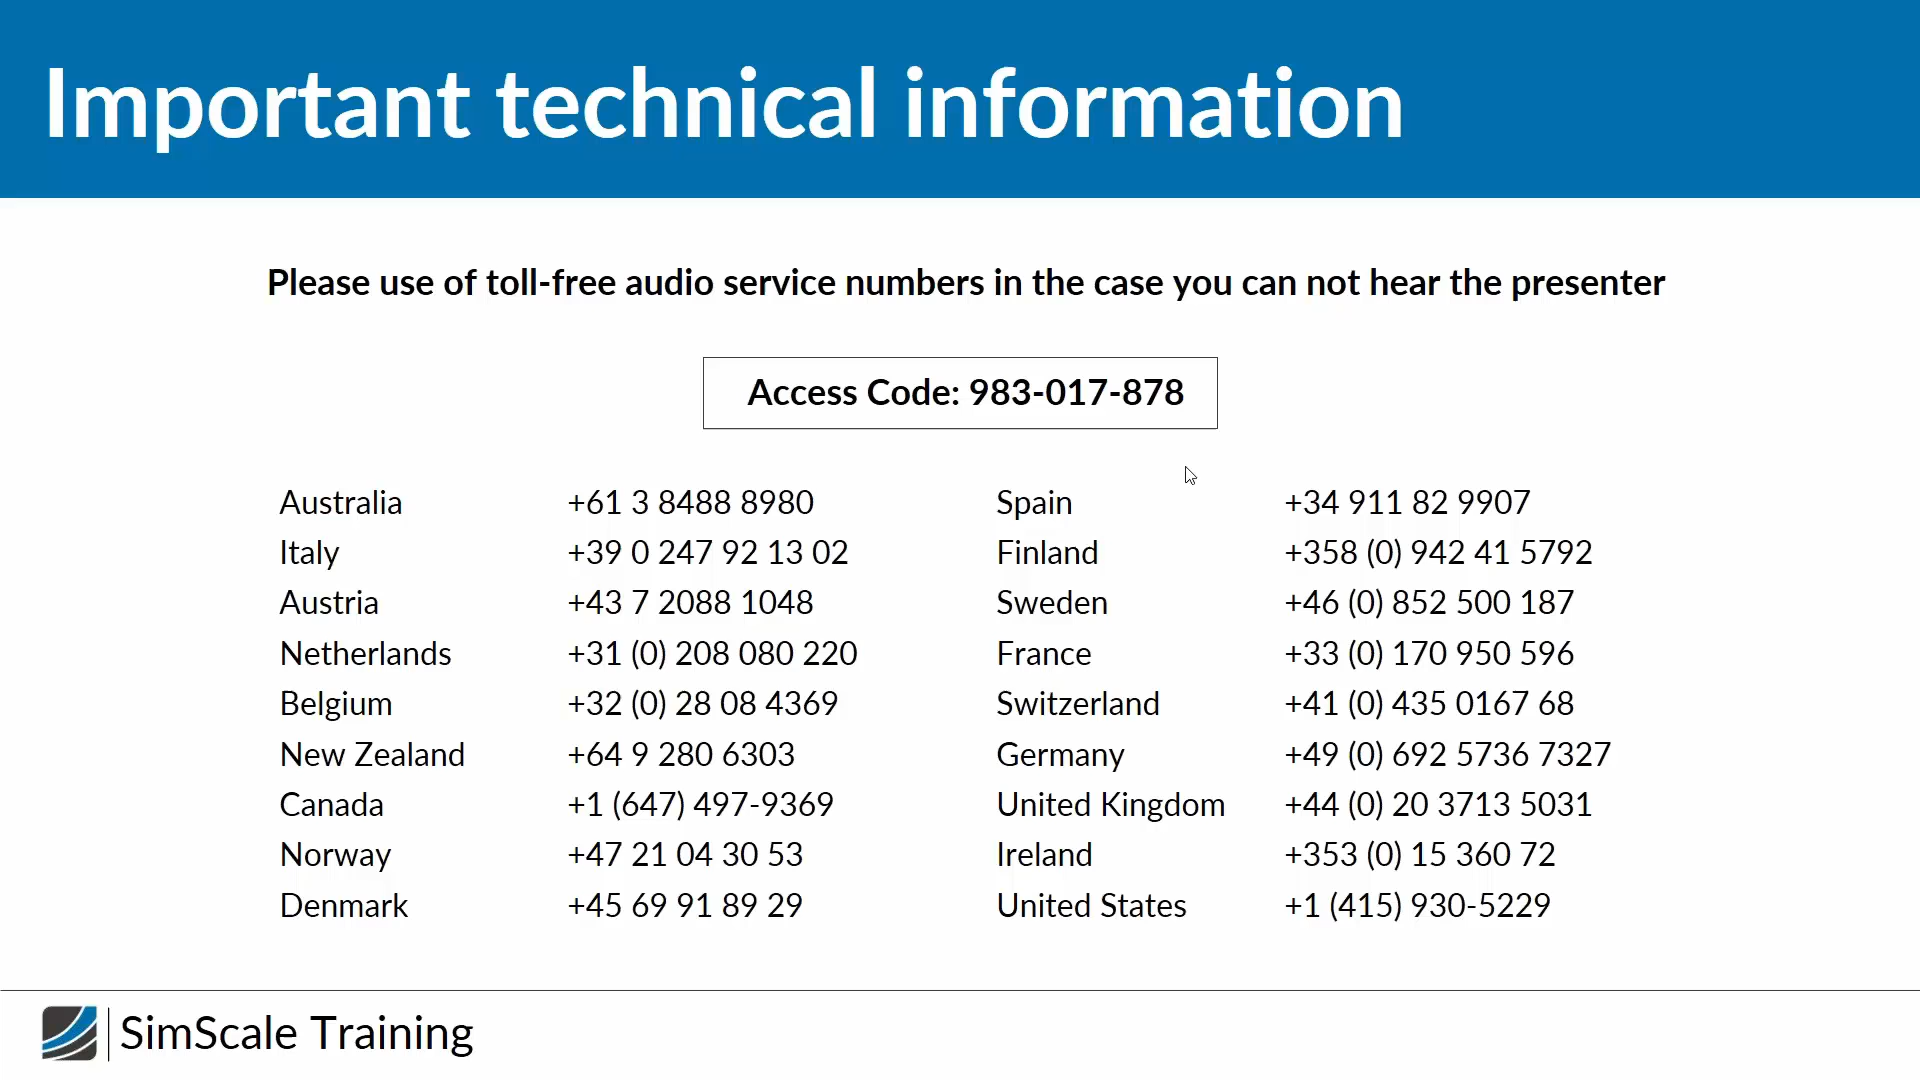 Important technical information
Please use of toll-free audio service numbers in the case you can not hear the presenter
Access Code: 983-017-878
Australia +61 3 8488 8980 Spain +34 911 82 9907
Italy +39 0 247 92 13 02 Finland +358 (0) 942 41 5792
Austria +43 7 2088 1048 Sweden +46 (0) 852 500 187
Netherlands +31 (0) 208 080 220 France +33 (0) 170 950 596
Belgium +32 (0) 28 08 4369 Switzerland +41 (0) 435 0167 68
New Zealand +64 9 280 6303 Germany +49 (0) 692 5736 7327
Canada +1 (647) 497-9369 United Kingdom +44 (0) 20 3713 5031
Norway +47 21 04 30 53 Ireland +353 (0) 15 360 72
Denmark +45 69 91 89 29 United States +1 (415) 930-5229
SimScale Training